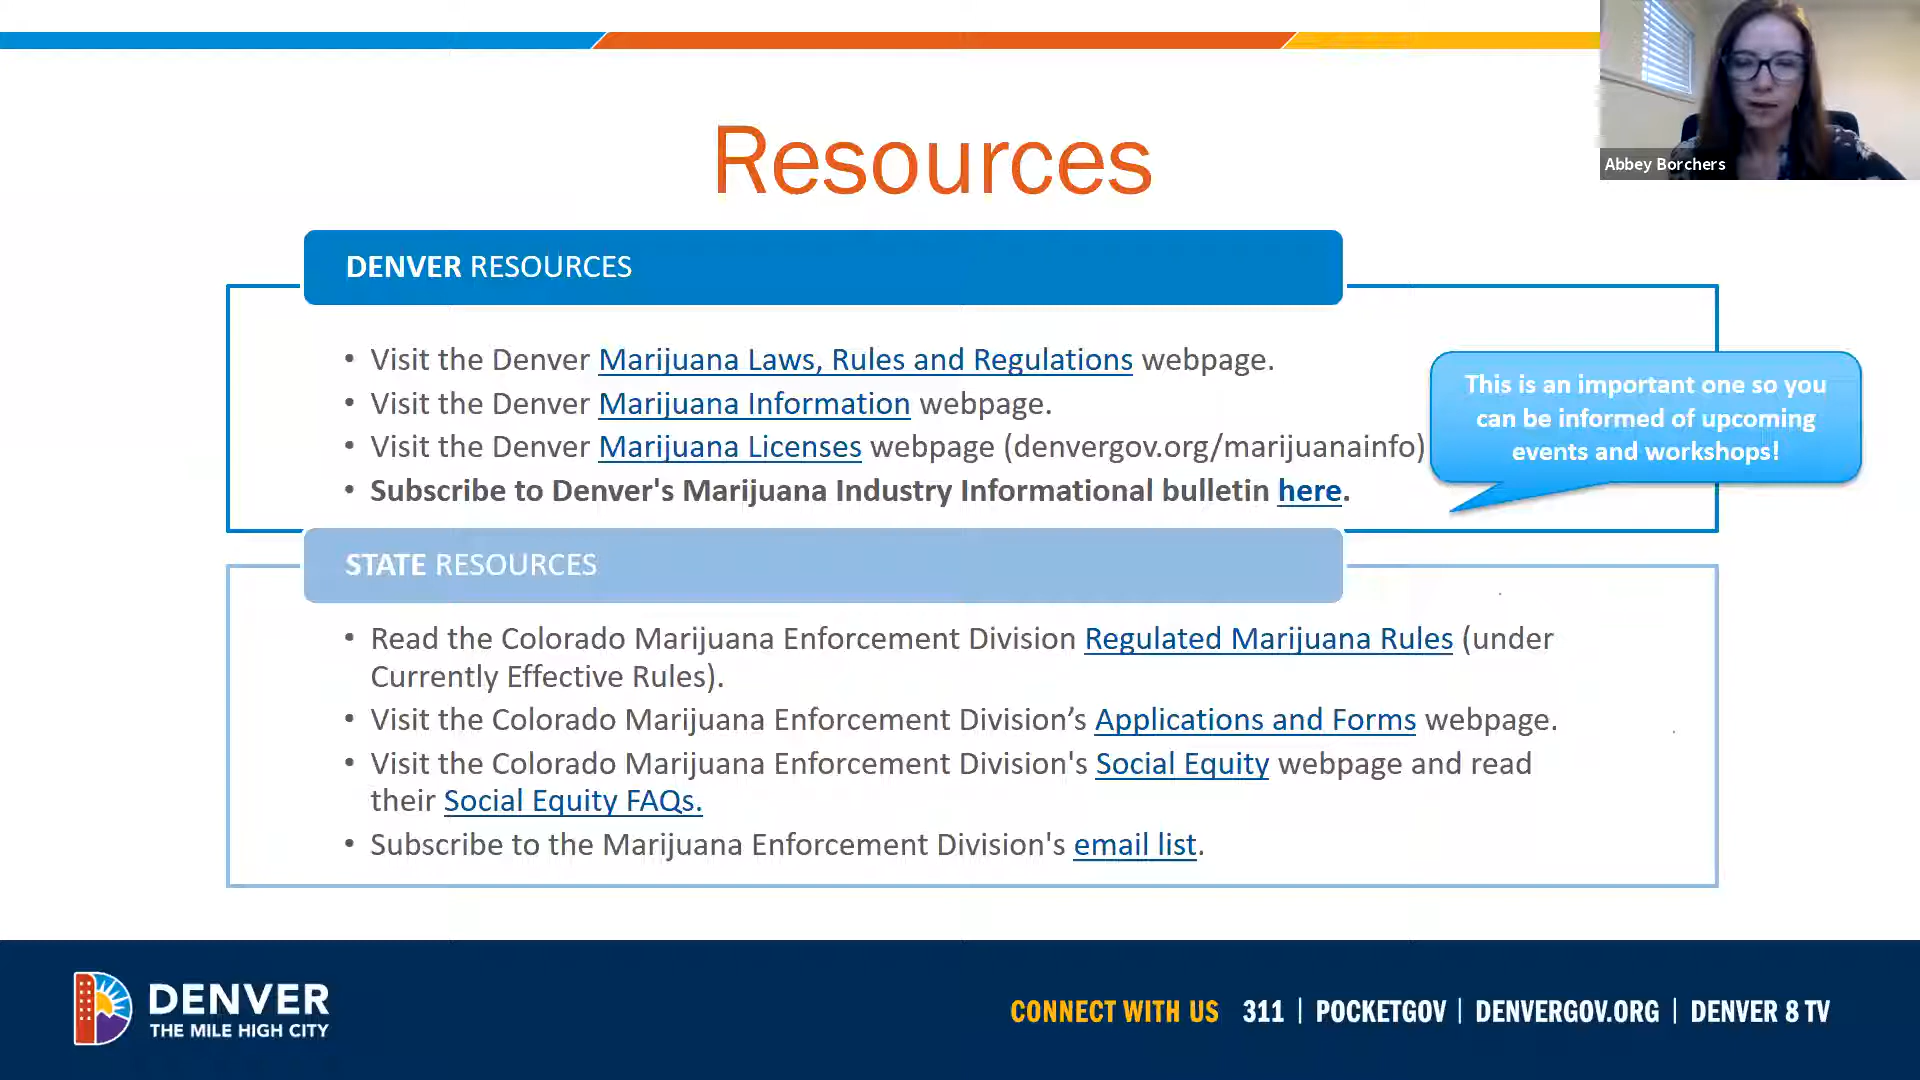 Abbey Borchers
Resources
DENVER RESOURCES
• Visit the Denver Marijuana Laws, Rules and Regulations webpage.
• Visit the Denver Marijuana Information webpage.
• Visit the Denver Marijuana Licenses webpage (denvergov.org/marijuanainfo)
• Subscribe to Denver's Marijuana Industry Informational bulletin here.
This is an important one so you
can be informed of upcoming
events and workshops!
STATE RESOURCES
• Read the Colorado Marijuana Enforcement Division Regulated Marijuana Rules (under
Currently Effective Rules).
• Visit the Colorado Marijuana Enforcement Division’s Applications and Forms webpage.
• Visit the Colorado Marijuana Enforcement Division's Social Equity webpage and read
their Social Equity FAQs.
• Subscribe to the Marijuana Enforcement Division's email list.
DENVER
THE MILE HIGH CITY
CONNECT WITH US 311 | POCKETGOV | DENVERGOV.ORG | DENVER 8 TV